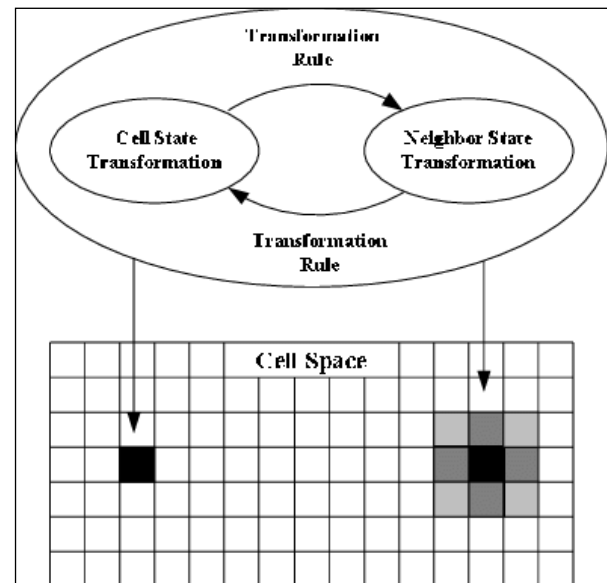 Transformation
Rule
Cell State
Transformation
Neighbor State
Transformation
Transformation
Rule
Cell Space